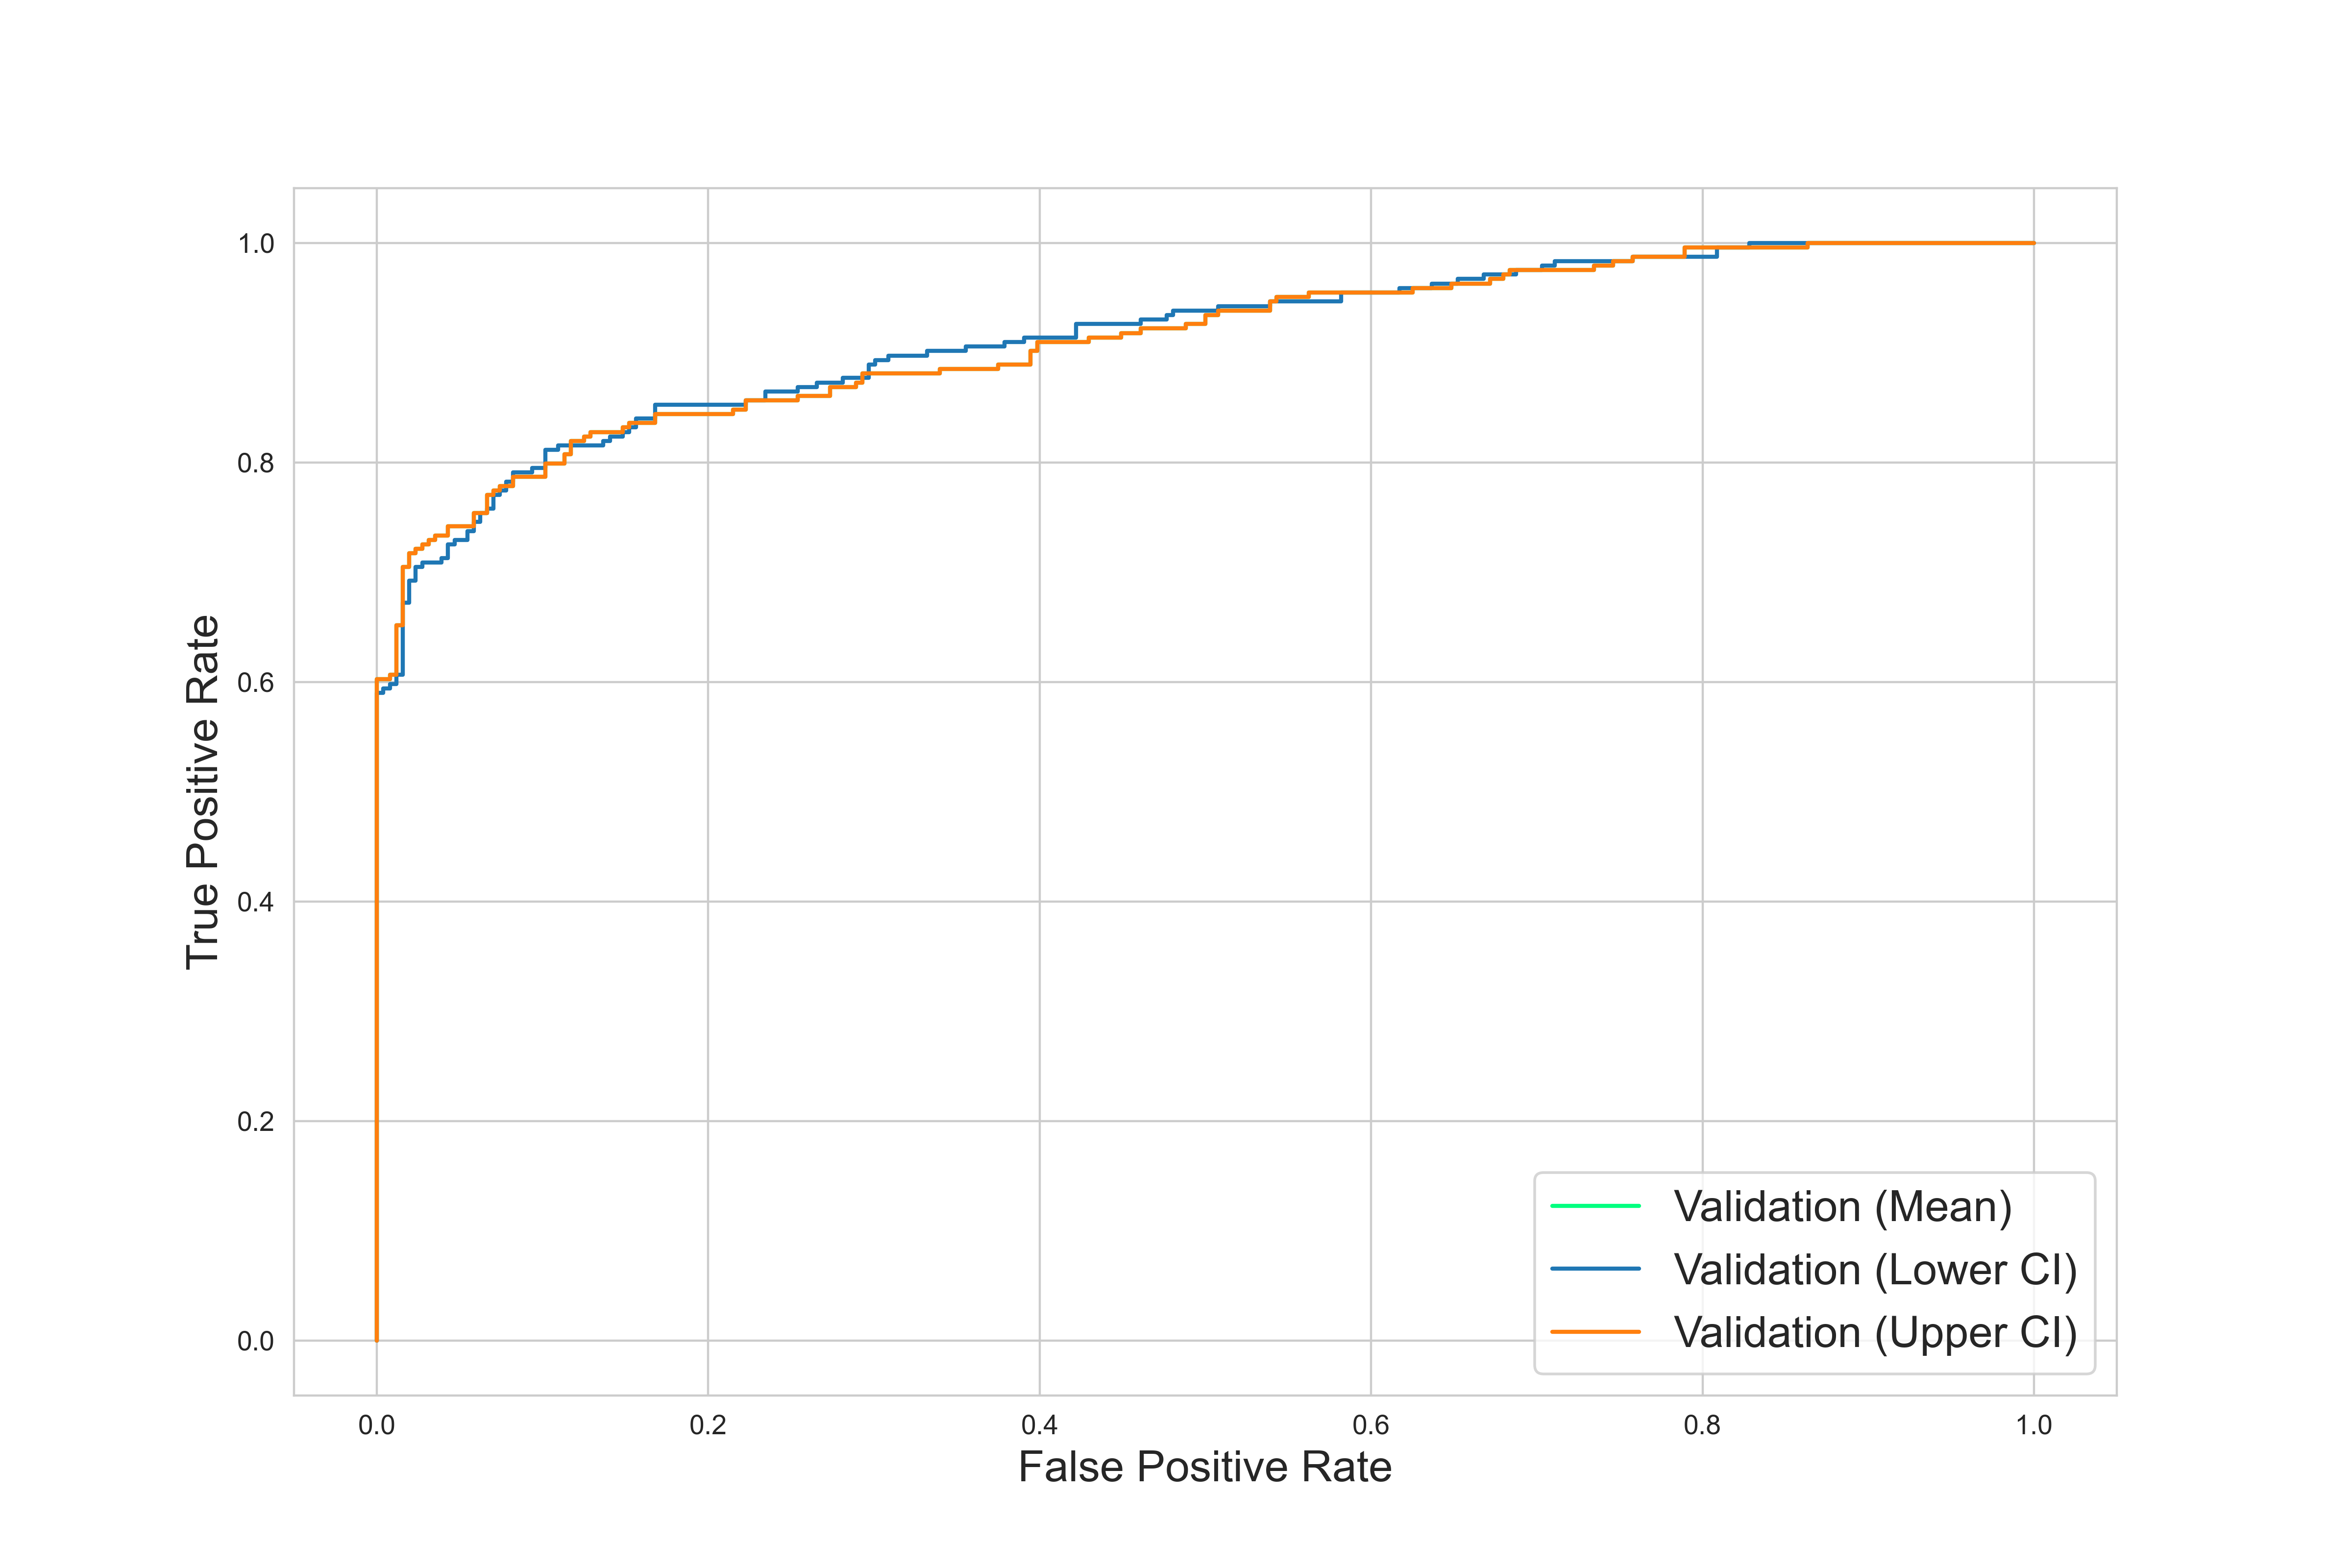 1.0
0.8
0.6
0.4
0.2
0.0
True Positive Rate
0.0 0.2 0.4 0.6 0.8 1.0
False Positive Rate
Validation (Mean)
Validation (Lower CI)
Validation (Upper CI)